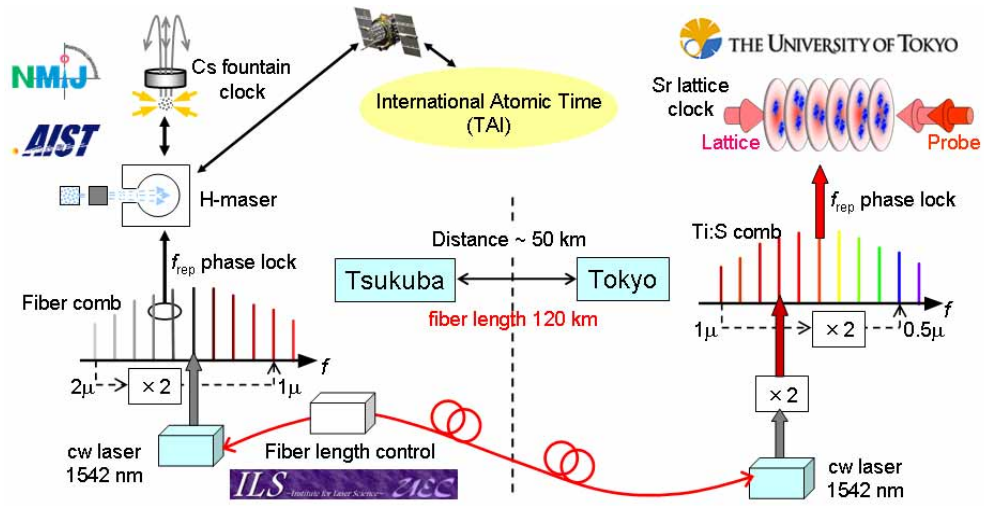 NMIJ
AIST
Cs fountain
clock
H-maser
International Atomic Time
(TAI)
THE UNIVERSITY OF TOKYO
Sr lattice
clock
Lattice
Probe
frep phase lock
Ti:S comb
1μ
× 2
0.5μ
f
× 2
cw laser
1542 nm
Distance ~ 50 km
Tsukuba
Tokyo
fiber length 120 km
frep phase lock
Fiber comb
f
2μ
× 2
1μ
cw laser
1542 nm
Fiber length control
ILS ~Institute for Laser Science~ UEC